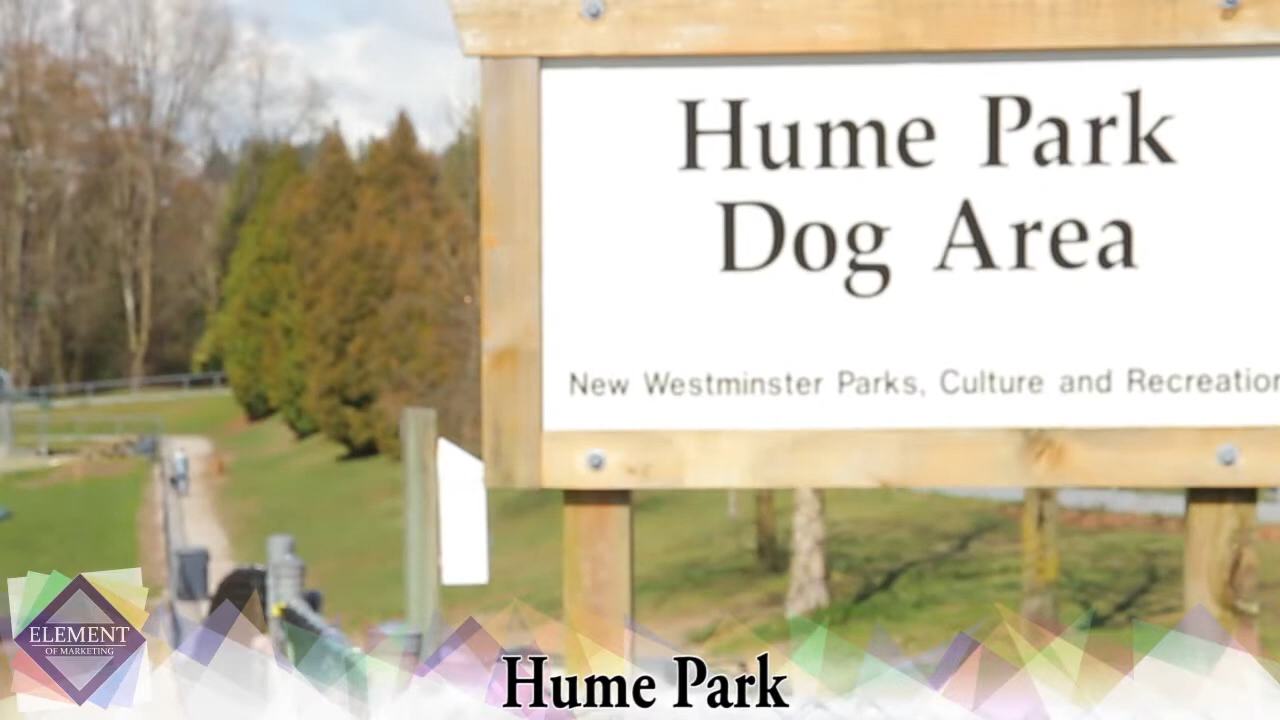 Hume Park
Dog Area
New Westminster Parks, Culture and Recreation
ELEMENT
OF MARKETING
Hume Park